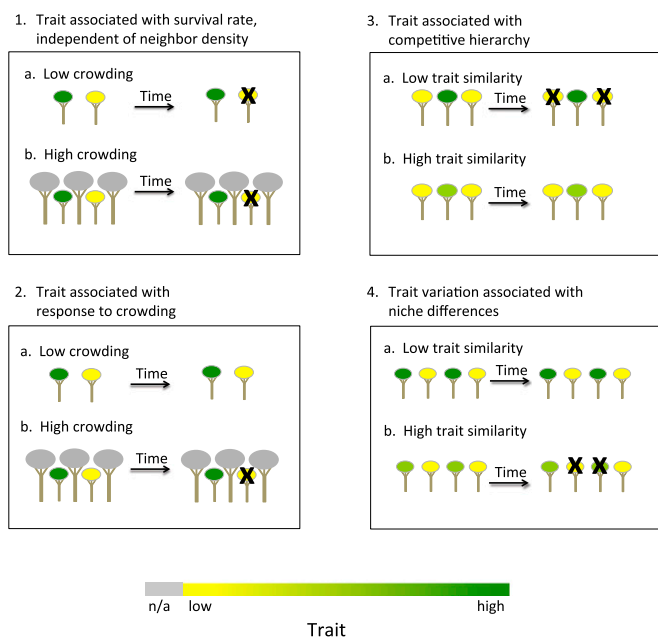 1. Trait associated with survival rate,
independent of neighbor density
a. Low crowding
Time
X
b. High crowding
Time
X
2. Trait associated with
response to crowding
a. Low crowding
Time
b. High crowding
Time
X
3. Trait associated with
competitive hierarchy
a. Low trait similarity
Time
X X
b. High trait similarity
Time
4. Trait variation associated with
niche differences
a. Low trait similarity
Time
b. High trait similarity
Time
X X
n/a low high
Trait